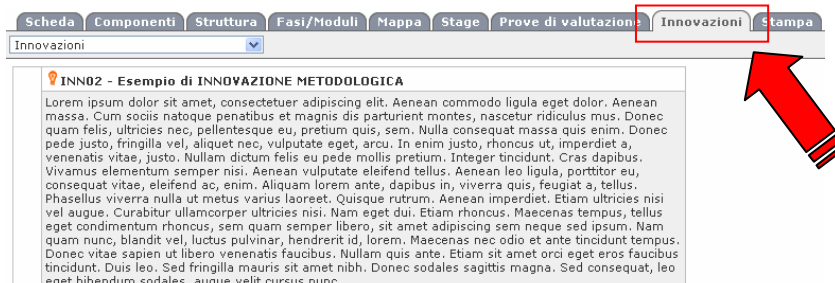 Scheda Componenti Struttura Fasi/Moduli Mappa Stage Prove di valutazione Innovazioni Stampa
Innovazioni
INN02 - Esempio di INNOVAZIONE METODOLOGICA
Lorem ipsum dolor sit amet, consectetuer adipiscing elit. Aenean commodo ligula eget dolor. Aenean
massa. Cum sociis natoque penatibus et magnis dis parturient montes, nascetur ridiculus mus. Donec
quam felis, ultricies nec, pellentesque eu, pretium quis, sem. Nulla consequat massa quis enim. Donec
pede justo, fringilla vel, aliquet nec, vulputate eget, arcu. In enim justo, rhoncus ut, imperdiet a,
venenatis vitae, justo. Nullam dictum felis eu pede mollis pretium. Integer tincidunt. Cras dapibus.
Vivamus elementum semper nisi. Aenean vulputate eleifend tellus. Aenean leo ligula, porttitor eu,
consequat vitae, eleifend ac, enim. Aliquam lorem ante, dapibus in, viverra quis, feugiat a, tellus.
Phasellus viverra nulla ut metus varius laoreet. Quisque rutrum. Aenean imperdiet. Etiam ultricies nisi
vel augue. Curabitur ullamcorper ultricies nisi. Nam eget dui. Etiam rhoncus. Maecenas tempus, tellus
eget condimentum rhoncus, sem quam semper libero, sit amet adipiscing sem neque sed ipsum. Nam
quam nunc, blandit vel, luctus pulvinar, hendrerit id, lorem. Maecenas nec odio et ante tincidunt tempus.
Donec vitae sapien ut libero venenatis faucibus. Nullam quis ante. Etiam sit amet orci eget eros faucibus
tincidunt. Duis leo. Sed fringilla mauris sit amet nibh. Donec sodales sagittis magna. Sed consequat, leo
eget bibendum sodales, augue velit cursus nunc.